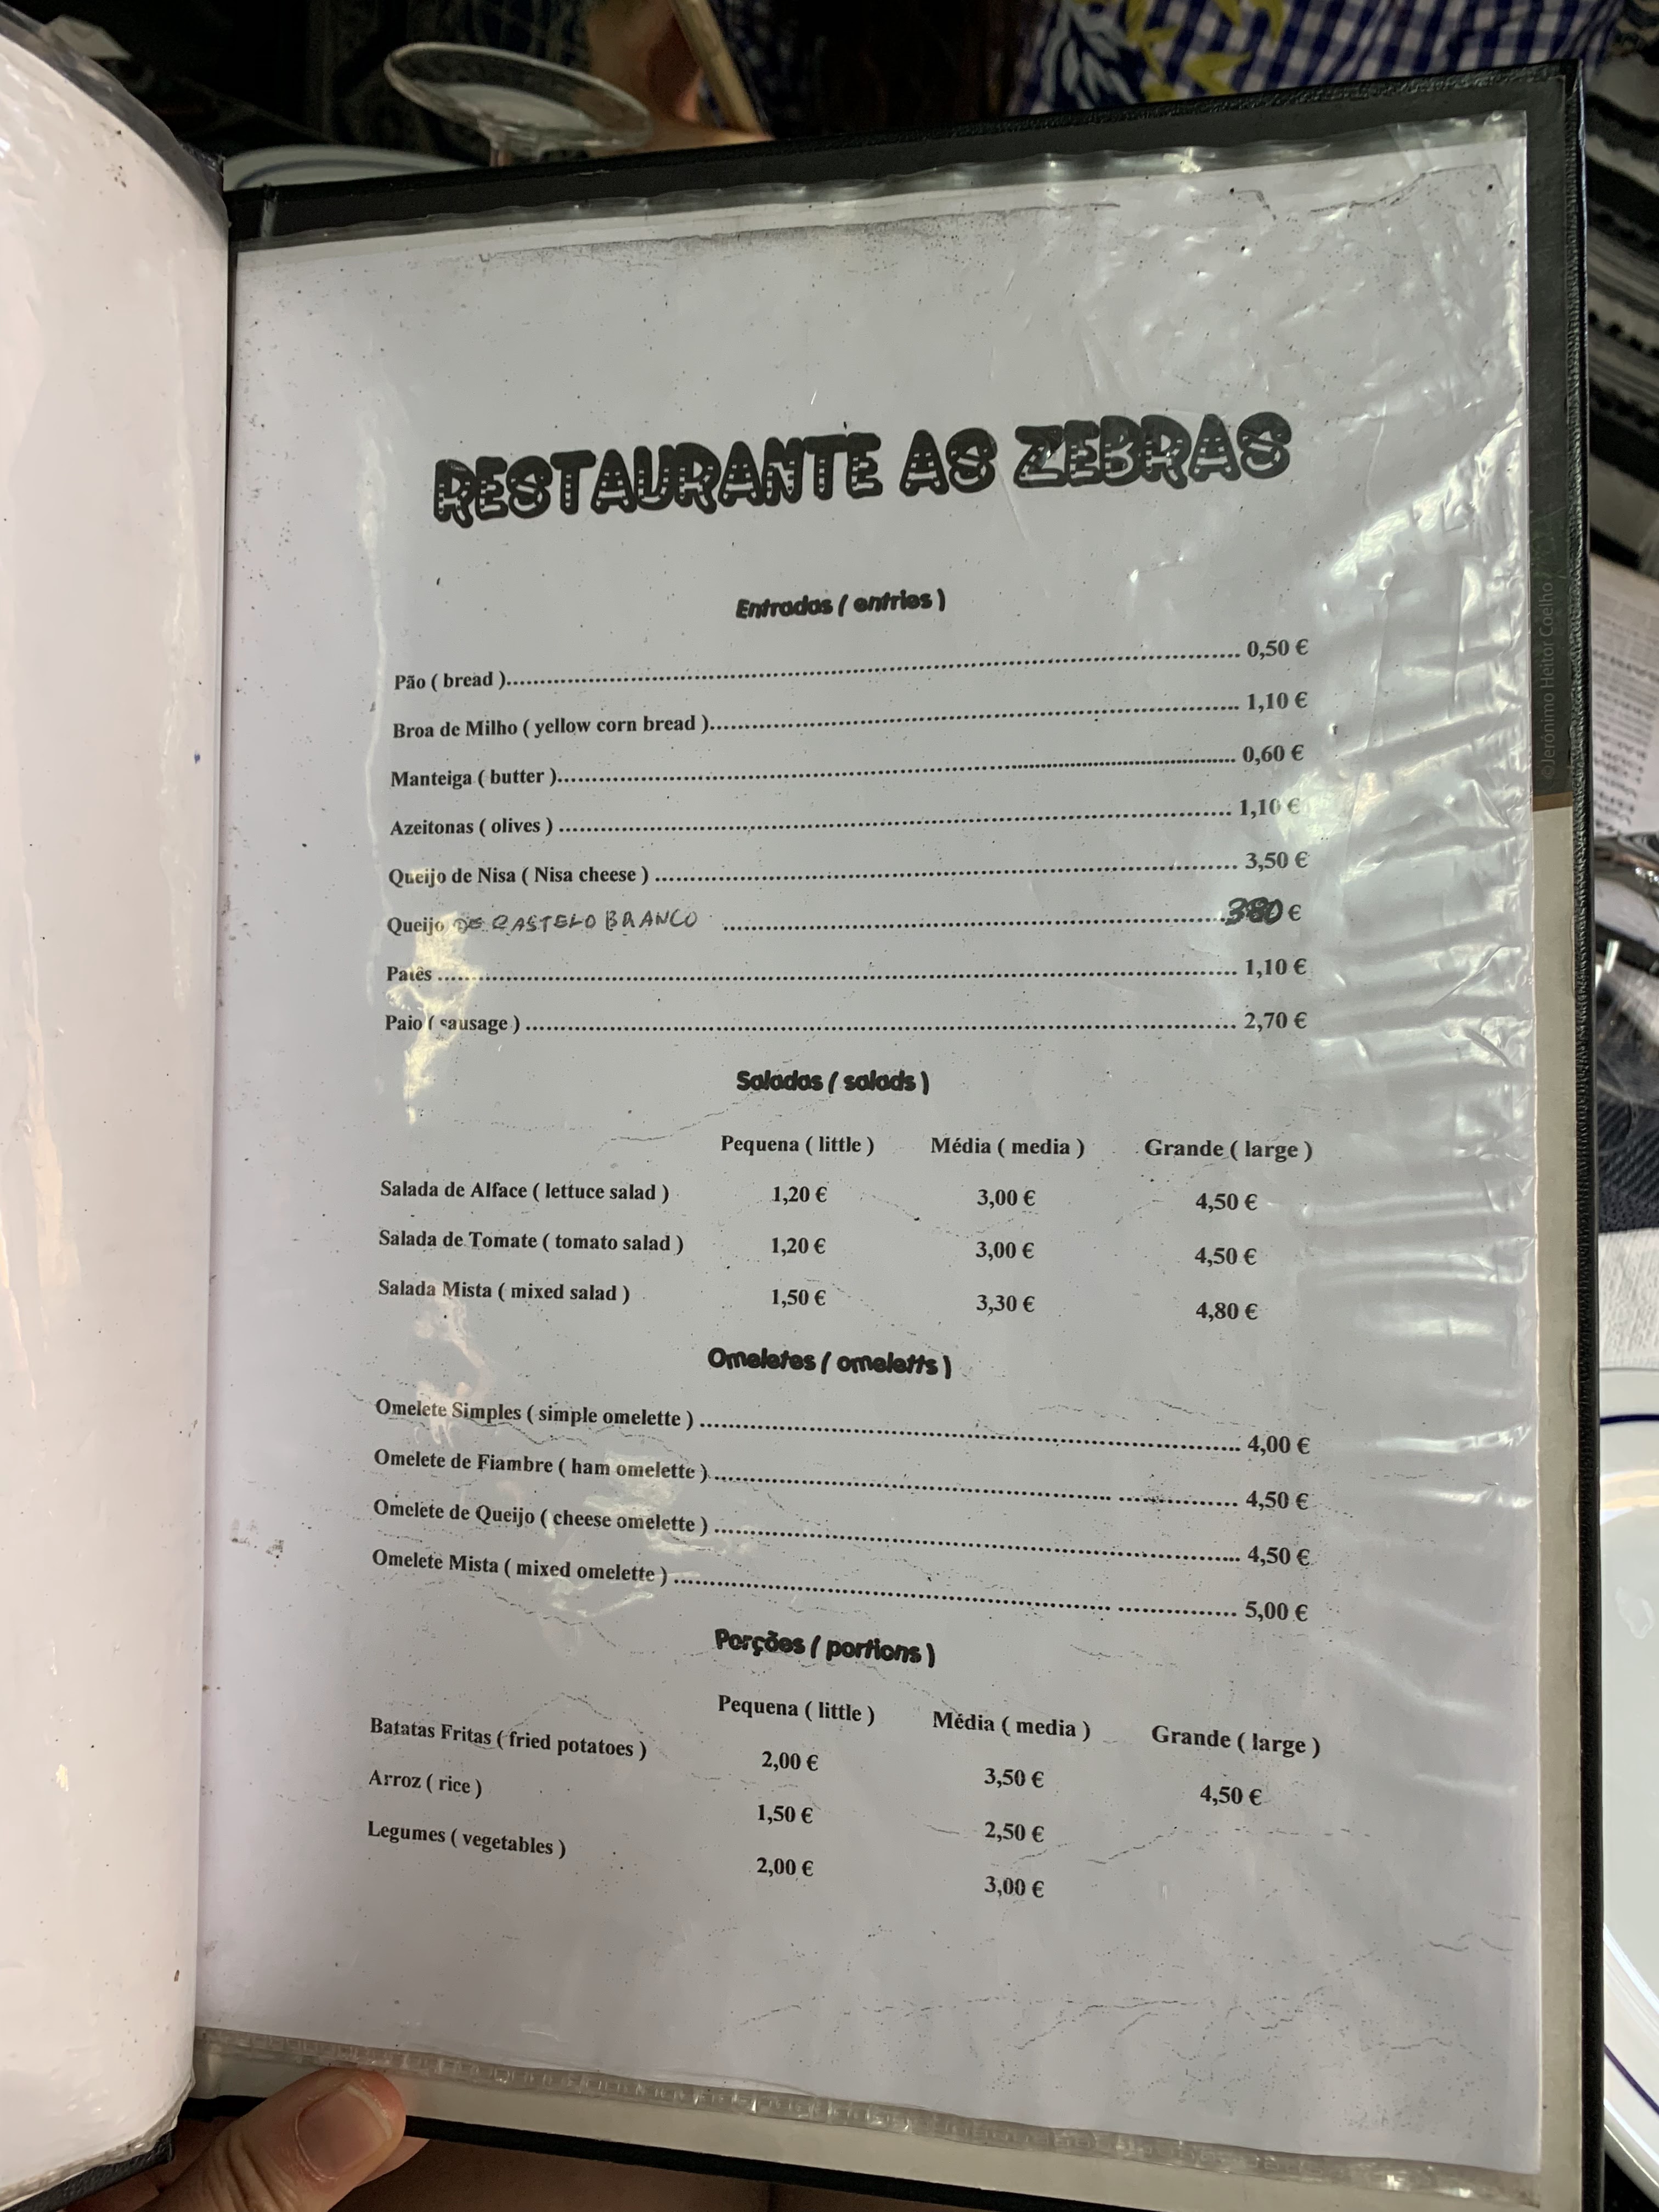 RESTAURANTE AS ZEBRAS
Entradas ( entries )
Pão ( bread )........ 0,50 €
Broa de Milho ( yellow corn bread )........ 1,10 €
Manteiga ( butter )........ 0,60 €
Azeitonas ( olives )........ 1,10 €
Queijo de Nisa ( Nisa cheese )........ 3,50 €
Queijo DE CASTELO BRANCO ........ €
Patês ........ 1,10 €
Paio ( sausage )........ 2,70 €
Saladas ( salads )
Pequena ( little ) Média ( media ) Grande ( large )
Salada de Alface ( lettuce salad ) 1,20 € 3,00 € 4,50 €
Salada de Tomate ( tomato salad ) 1,20 € 3,00 € 4,50 €
Salada Mista ( mixed salad ) 1,50 € 3,30 € 4,80 €
Omeletes ( omeletts )
Omelete Simples ( simple omelette )........ 4,00 €
Omelete de Fiambre ( ham omelette )........ 4,50 €
Omelete de Queijo ( cheese omelette )........ 4,50 €
Omelete Mista ( mixed omelette )........ 5,00 €
Porções ( portions )
Pequena ( little ) Média ( media ) Grande ( large )
Batatas Fritas ( fried potatoes ) 2,00 € 3,50 € 4,50 €
Arroz ( rice ) 1,50 € 2,50 €
Legumes ( vegetables ) 2,00 € 3,00 €
©Jerónimo Heitor Coelho